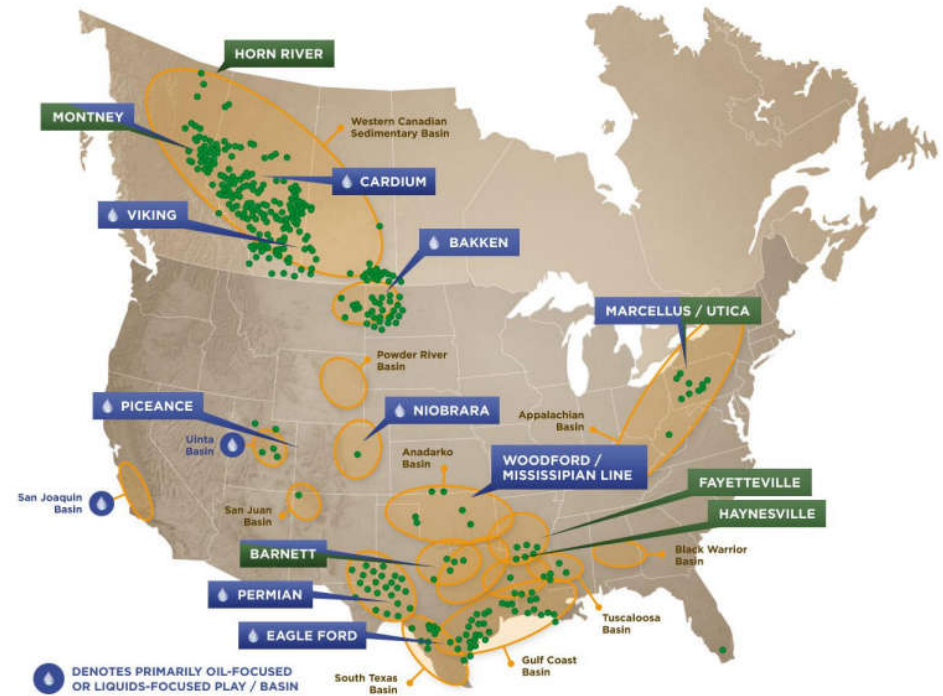 HORN RIVER
MONTNEY
Western Canadian
Sedimentary Basin
CARDIUM
VIKING
BAKKEN
MARCELLUS / UTICA
Powder River
Basin
PICEANCE
NIOBRARA
Appalachian
Basin
Uinta
Basin
Anadarko
Basin
WOODFORD /
MISSISSIPIAN LINE
FAYETTEVILLE
San Joaquin
Basin
San Juan
Basin
HAYNESVILLE
BARNETT
Black Warrior
Basin
PERMIAN
Tuscaloosa
Basin
EAGLE FORD
Gulf Coast
Basin
South Texas
Basin
DENOTES PRIMARILY OIL-FOCUSED
OR LIQUIDS-FOCUSED PLAY / BASIN